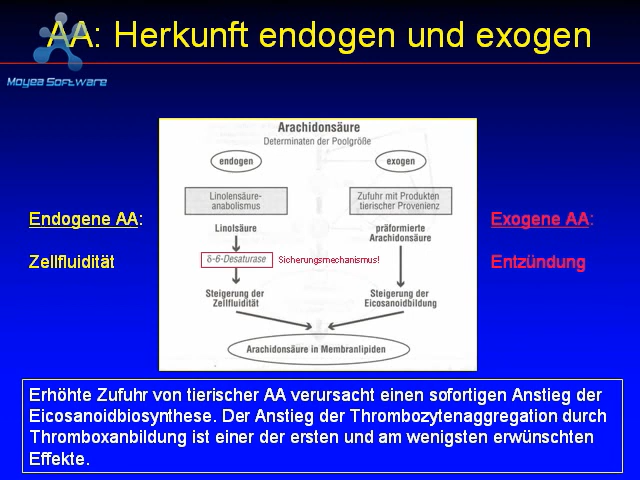 AA: Herkunft endogen und exogen
Moyea Software
Arachidonsäure
Determinaten der Poolgröße
endogen
exogen
Linolensäure-
anabolismus
Zufuhr mit Produkten
tierischer Provenienz
Endogene AA:
Linolsäure
präformierte
Arachidonsäure
Exogene AA:
Zellfluidität
δ-6-Desaturase
Sicherungsmechanismus!
Entzündung
Steigerung der
Zellfluidität
Steigerung der
Eicosanoidbildung
Arachidonsäure in Membranlipiden
Erhöhte Zufuhr von tierischer AA verursacht einen sofortigen Anstieg der
Eicosanoidbiosynthese. Der Anstieg der Thrombozytenaggregation durch
Thromboxanbildung ist einer der ersten und am wenigsten erwünschten
Effekte.